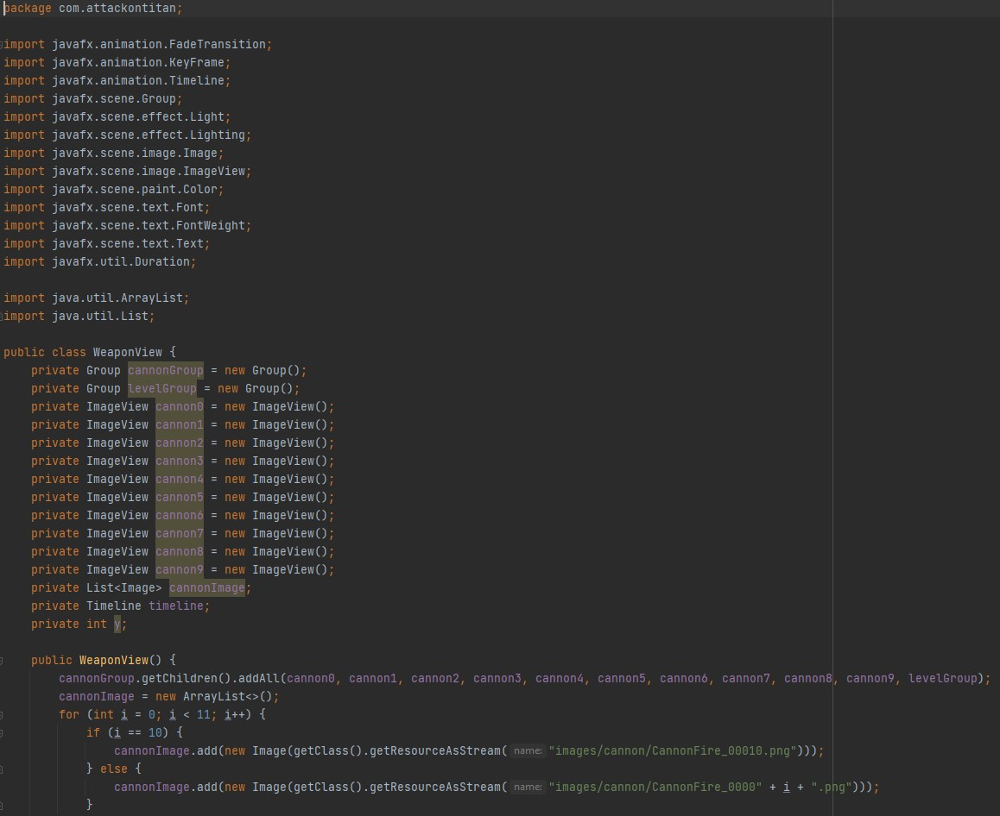 package com.attackontitan;
import javafx.animation.FadeTransition;
import javafx.animation.KeyFrame;
import javafx.animation.Timeline;
import javafx.scene.Group;
import javafx.scene.effect.Light;
import javafx.scene.effect.Lighting;
import javafx.scene.image.Image;
import javafx.scene.image.ImageView;
import javafx.scene.paint.Color;
import javafx.scene.text.Font;
import javafx.scene.text.FontWeight;
import javafx.scene.text.Text;
import javafx.util.Duration;
import java.util.ArrayList;
import java.util.List;
public class WeaponView {
    private Group cannonGroup = new Group();
    private Group levelGroup = new Group();
    private ImageView cannon0 = new ImageView();
    private ImageView cannon1 = new ImageView();
    private ImageView cannon2 = new ImageView();
    private ImageView cannon3 = new ImageView();
    private ImageView cannon4 = new ImageView();
    private ImageView cannon5 = new ImageView();
    private ImageView cannon6 = new ImageView();
    private ImageView cannon7 = new ImageView();
    private ImageView cannon8 = new ImageView();
    private ImageView cannon9 = new ImageView();
    private List<Image> cannonImage;
    private Timeline timeline;
    private int y;
    public WeaponView() {
        cannonGroup.getChildren().addAll(cannon0, cannon1, cannon2, cannon3, cannon4, cannon5, cannon6, cannon7, cannon8, cannon9, levelGroup);
        cannonImage = new ArrayList<>();
        for (int i = 0; i < 11; i++) {
            if (i == 10) {
                cannonImage.add(new Image(getClass().getResourceAsStream( name: "images/cannon/CannonFire_00010.png")));
            } else {
                cannonImage.add(new Image(getClass().getResourceAsStream( name: "images/cannon/CannonFire_0000" + i + ".png")));
            }